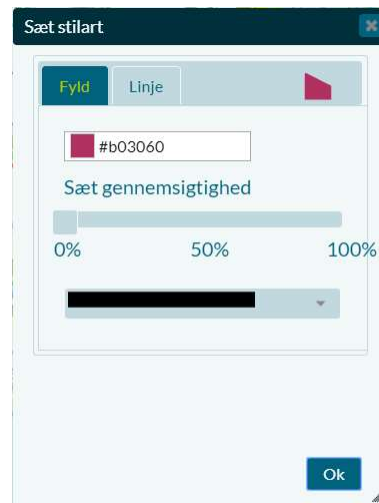 Sæt stilart
Fyld Linje
#b03060
Sæt gennemsigtighed
0% 50% 100%
Ok